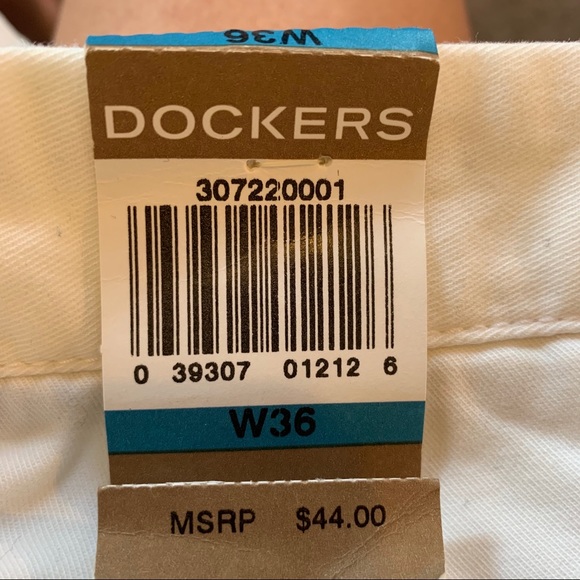 W36
DOCKERS
307220001
0 39307 01212 6
W36
MSRP $44.00